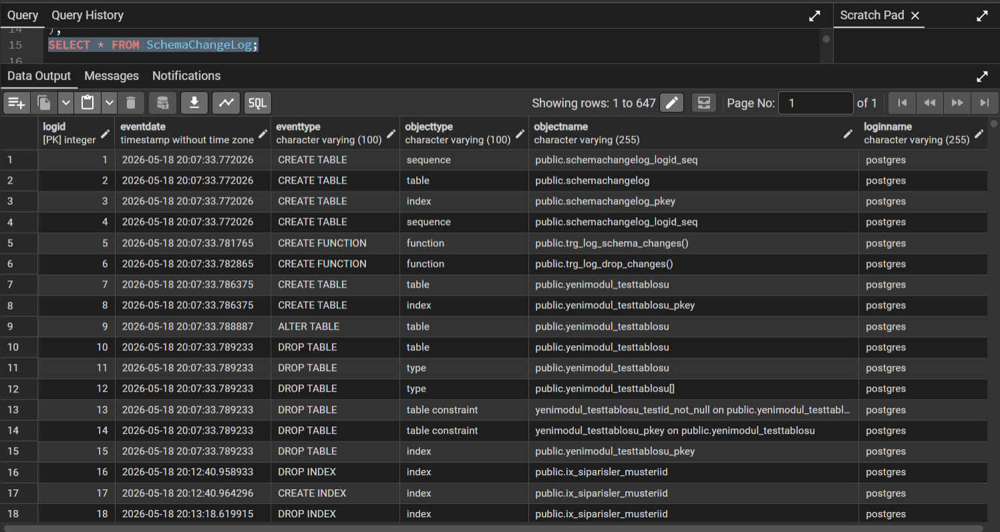 Query Query History Scratch Pad
14 );
15 SELECT * FROM SchemaChangeLog;
16
Data Output Messages Notifications
SQL Showing rows: 1 to 647 Page No: 1 of 1
logid eventdate eventtype objecttype objectname loginname
[PK] integer timestamp without time zone character varying (100) character varying (100) character varying (255) character varying (255)
1 1 2026-05-18 20:07:33.772026 CREATE TABLE sequence public.schemachangelog_logid_seq postgres
2 2 2026-05-18 20:07:33.772026 CREATE TABLE table public.schemachangelog postgres
3 3 2026-05-18 20:07:33.772026 CREATE TABLE index public.schemachangelog_pkey postgres
4 4 2026-05-18 20:07:33.772026 CREATE TABLE sequence public.schemachangelog_logid_seq postgres
5 5 2026-05-18 20:07:33.781765 CREATE FUNCTION function public.trg_log_schema_changes() postgres
6 6 2026-05-18 20:07:33.782865 CREATE FUNCTION function public.trg_log_drop_changes() postgres
7 7 2026-05-18 20:07:33.786375 CREATE TABLE table public.yenimodul_testtablosu postgres
8 8 2026-05-18 20:07:33.786375 CREATE TABLE index public.yenimodul_testtablosu_pkey postgres
9 9 2026-05-18 20:07:33.788887 ALTER TABLE table public.yenimodul_testtablosu postgres
10 10 2026-05-18 20:07:33.789233 DROP TABLE table public.yenimodul_testtablosu postgres
11 11 2026-05-18 20:07:33.789233 DROP TABLE type public.yenimodul_testtablosu postgres
12 12 2026-05-18 20:07:33.789233 DROP TABLE type public.yenimodul_testtablosu[] postgres
13 13 2026-05-18 20:07:33.789233 DROP TABLE table constraint yenimodul_testtablosu_testid_not_null on public.yenimodul_testtabl... postgres
14 14 2026-05-18 20:07:33.789233 DROP TABLE table constraint yenimodul_testtablosu_pkey on public.yenimodul_testtablosu postgres
15 15 2026-05-18 20:07:33.789233 DROP TABLE index public.yenimodul_testtablosu_pkey postgres
16 16 2026-05-18 20:12:40.958933 DROP INDEX index public.ix_siparisler_musteriid postgres
17 17 2026-05-18 20:12:40.964296 CREATE INDEX index public.ix_siparisler_musteriid postgres
18 18 2026-05-18 20:13:18.619915 DROP INDEX index public.ix_siparisler_musteriid postgres